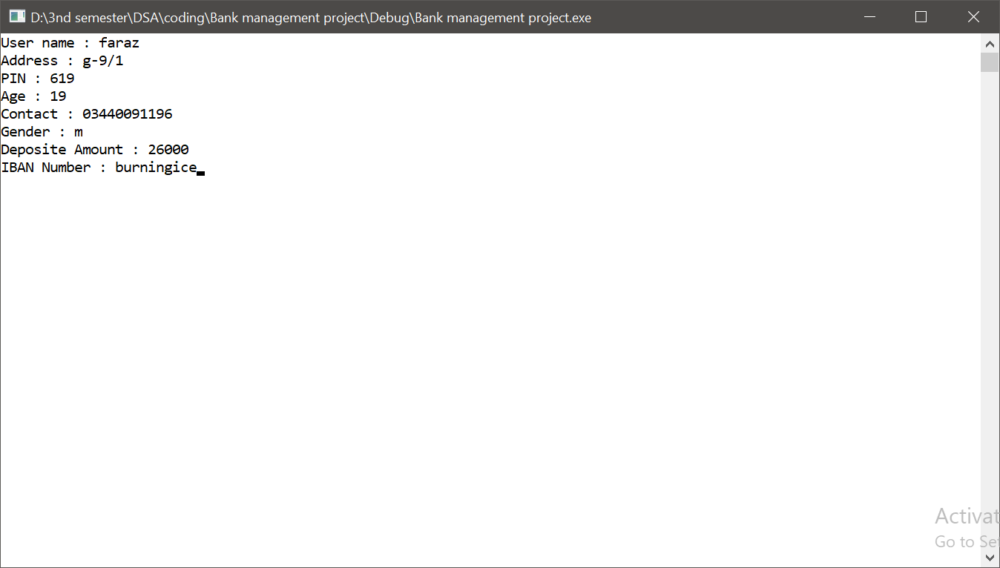 D:\3nd semester\DSA\coding\Bank management project\Debug\Bank management project.exe
User name : faraz
Address : g-9/1
PIN : 619
Age : 19
Contact : 03440091196
Gender : m
Deposite Amount : 26000
IBAN Number : burningice
Activat
Go to Se